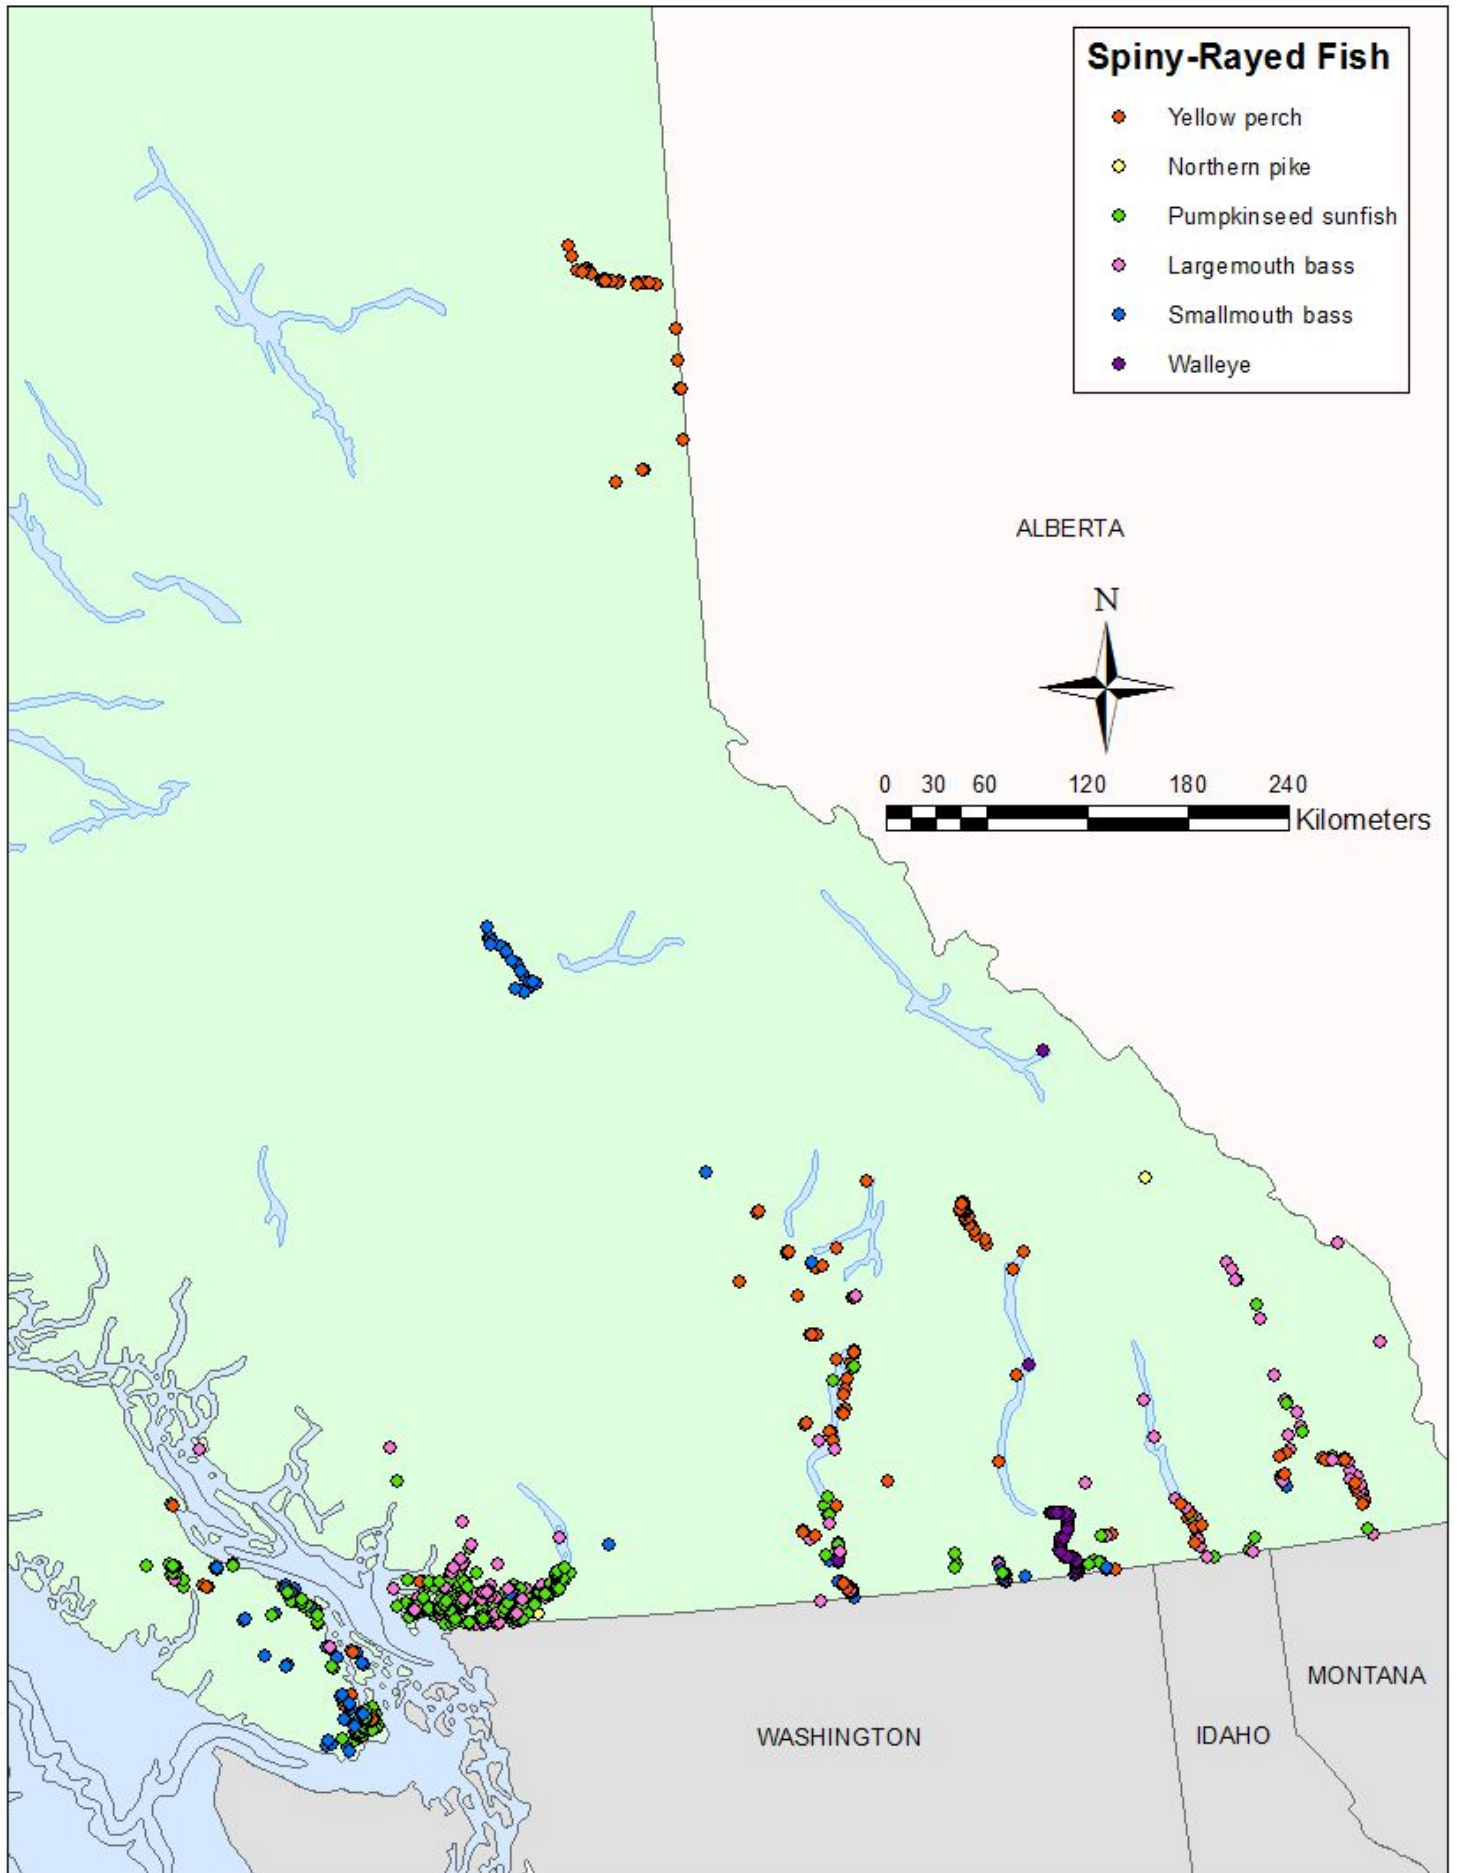 Spiny-Rayed Fish
Yellow perch
Northern pike
Pumpkinseed sunfish
Largemouth bass
Smallmouth bass
Walleye
ALBERTA
N
0 30 60 120 180 240
Kilometers
MONTANA
WASHINGTON
IDAHO